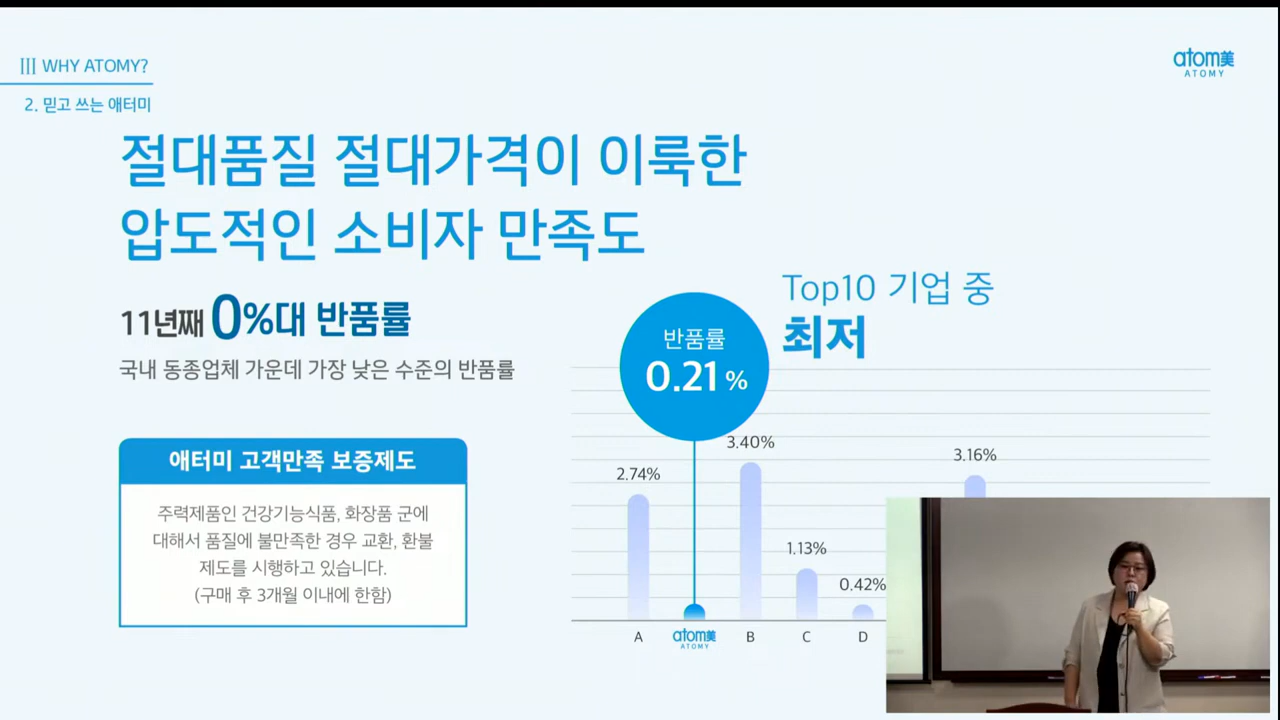 III WHY ATOMY?
atom美
ATOMY
2. 믿고 쓰는 애터미
절대품질 절대가격이 이룩한
압도적인 소비자 만족도
11년째 0%대 반품률
국내 동종업체 가운데 가장 낮은 수준의 반품률
Top10 기업 중
최저
반품률
0.21 %
애터미 고객만족 보증제도
주력제품인 건강기능식품, 화장품 군에
대해서 품질에 불만족한 경우 교환, 환불
제도를 시행하고 있습니다.
(구매 후 3개월 이내에 한함)
2.74%
3.40%
1.13%
0.42%
3.16%
A
atom美
ATOMY
B
C
D